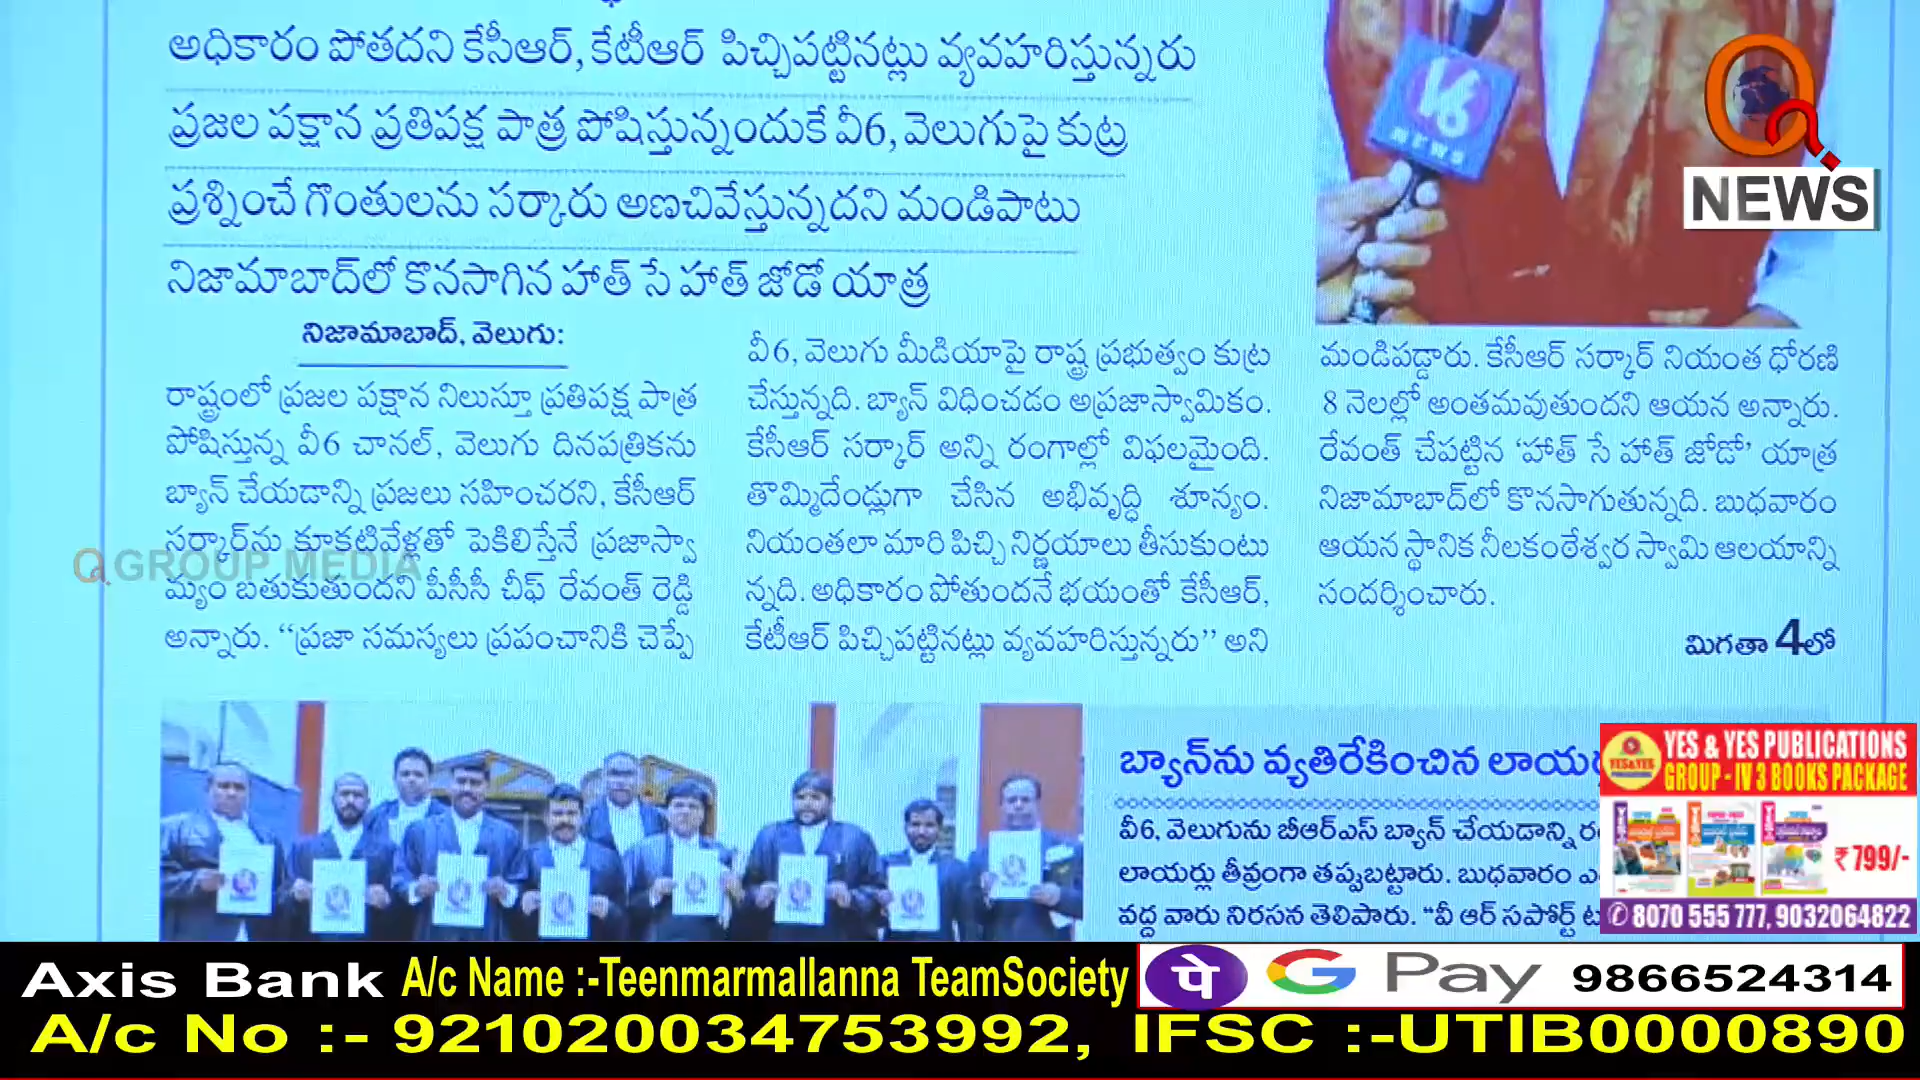 అధికారం పోతదని కేసీఆర్, కేటీఆర్ పిచ్చిపట్టినట్లు వ్యవహరిస్తున్నరు
ప్రజల పక్షాన ప్రతిపక్ష పాత్ర పోషిస్తున్నందుకే వీ6, వెలుగుపై కుట్ర
ప్రశ్నించే గొంతులను సర్కారు అణచివేస్తున్నదని మండిపాటు
నిజామాబాద్‌లో కొనసాగిన హాత్ సే హాత్ జోడో యాత్ర
V6
NEWS
NEWS
నిజామాబాద్, వెలుగు:
రాష్ట్రంలో ప్రజల పక్షాన నిలుస్తూ ప్రతిపక్ష పాత్ర
పోషిస్తున్న వీ6 చానల్, వెలుగు దినపత్రికను
బ్యాన్ చేయడాన్ని ప్రజలు సహించరని, కేసీఆర్
సర్కార్‌ను కూకటివేళ్లతో పెకిలిస్తేనే ప్రజాస్వా
మ్యం బతుకుతుందని పీసీసీ చీఫ్ రేవంత్ రెడ్డి
అన్నారు. ‘‘ప్రజా సమస్యలు ప్రపంచానికి చెప్పే
వీ6, వెలుగు మీడియాపై రాష్ట్ర ప్రభుత్వం కుట్ర
చేస్తున్నది. బ్యాన్ విధించడం అప్రజాస్వామికం.
కేసీఆర్ సర్కార్ అన్ని రంగాల్లో విఫలమైంది.
తొమ్మిదేండ్లుగా చేసిన అభివృద్ధి శూన్యం.
నియంతలా మారి పిచ్చి నిర్ణయాలు తీసుకుంటు
న్నది. అధికారం పోతుందనే భయంతో కేసీఆర్,
కేటీఆర్ పిచ్చిపట్టినట్లు వ్యవహరిస్తున్నరు’’ అని
మండిపడ్డారు. కేసీఆర్ సర్కార్ నియంత ధోరణి
8 నెలల్లో అంతమవుతుందని ఆయన అన్నారు.
రేవంత్ చేపట్టిన ‘హాత్ సే హాత్ జోడో’ యాత్ర
నిజామాబాద్‌లో కొనసాగుతున్నది. బుధవారం
ఆయన స్థానిక నీలకంఠేశ్వర స్వామి ఆలయాన్ని
సందర్శించారు.
మిగతా 4లో
Q GROUP MEDIA
బ్యాన్‌ను వ్యతిరేకించిన
వీ6, వెలుగును బీఆర్ఎస్ బ్యాన్ చేయడాన్ని
లాయర్లు తీవ్రంగా తప్పుబట్టారు. బుధవారం
వద్ద వారు నిరసన తెలిపారు. “వీ ఆర్ సపోర్ట్
YES & YES PUBLICATIONS
GROUP - IV 3 BOOKS PACKAGE
YES&YES
₹799/-
8070 555 777, 9032064822
Axis Bank A/c Name :-Teenmarmallanna TeamSociety
पे G Pay 9866524314
A/c No :- 921020034753992, IFSC :-UTIB0000890